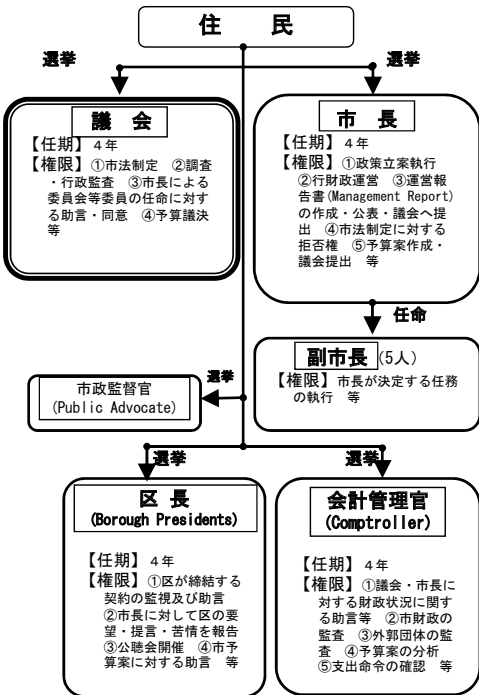 住　民
選挙
選挙
議　会
【任期】４年
【権限】①市法制定　②調査
・行政監査　③市長による
委員会等委員の任命に対す
る助言・同意　④予算議決
等
市　長
【任期】４年
【権限】①政策立案執行
②行財政運営　③運営報
告書(Management Report)
の作成・公表・議会へ提
出　④市法制定に対する
拒否権　⑤予算案作成・
議会提出　等
任命
副市長(5人)
【権限】市長が決定する任務
の執行　等
選挙
市政監督官
(Public Advocate)
選挙
選挙
区 長
(Borough Presidents)
【任期】４年
【権限】①区が締結する
契約の監視及び助言
②市長に対して区の要
望・提言・苦情を報告
③公聴会開催　④市予
算案に対する助言　等
会計管理官
(Comptroller)
【任期】４年
【権限】①議会・市長に
対する財政状況に関す
る助言等　②市財政の
監査　③外郭団体の監
査　④予算案の分析
⑤支出命令の確認　等